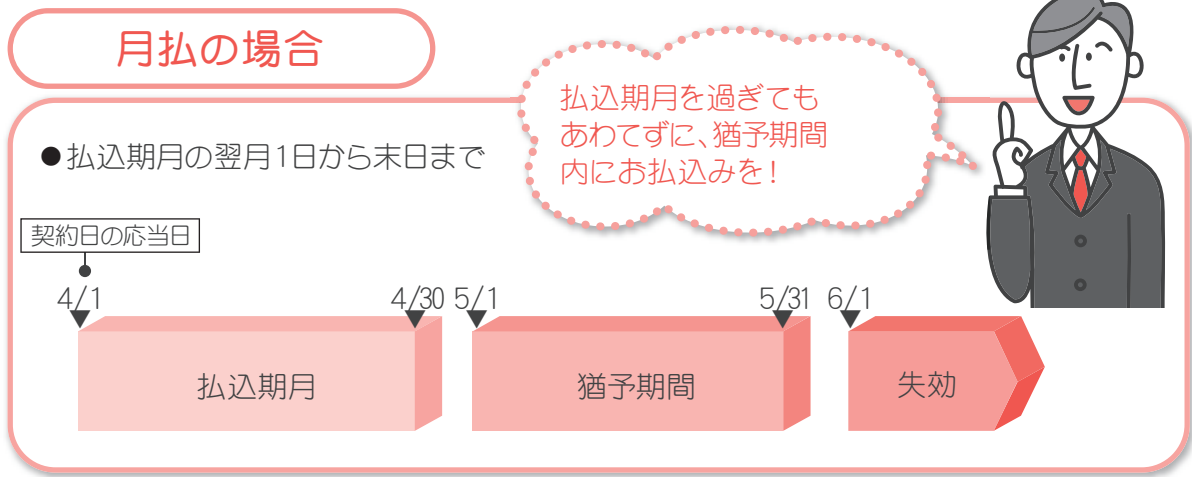 月払の場合
払込期月を過ぎても
あわてずに、猶予期間
内にお払込みを！
●払込期月の翌月1日から末日まで
契約日の応当日
4/1
4/30
5/1
5/31
6/1
払込期月
猶予期間
失効